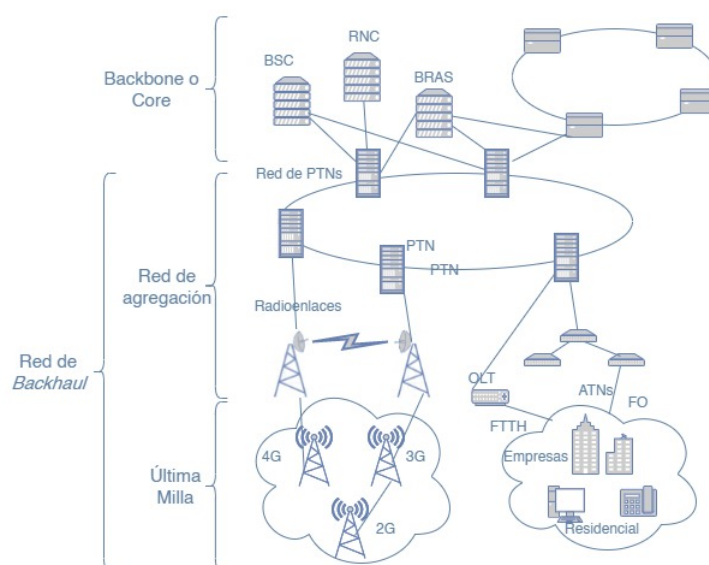 Backbone o
Core
BSC
RNC
BRAS
Red de PTNs
Red de
agregación
PTN
PTN
Radioenlaces
Red de
Backhaul
OLT
ATNs
FO
FTTH
Empresas
4G
3G
Última
Milla
2G
Residencial